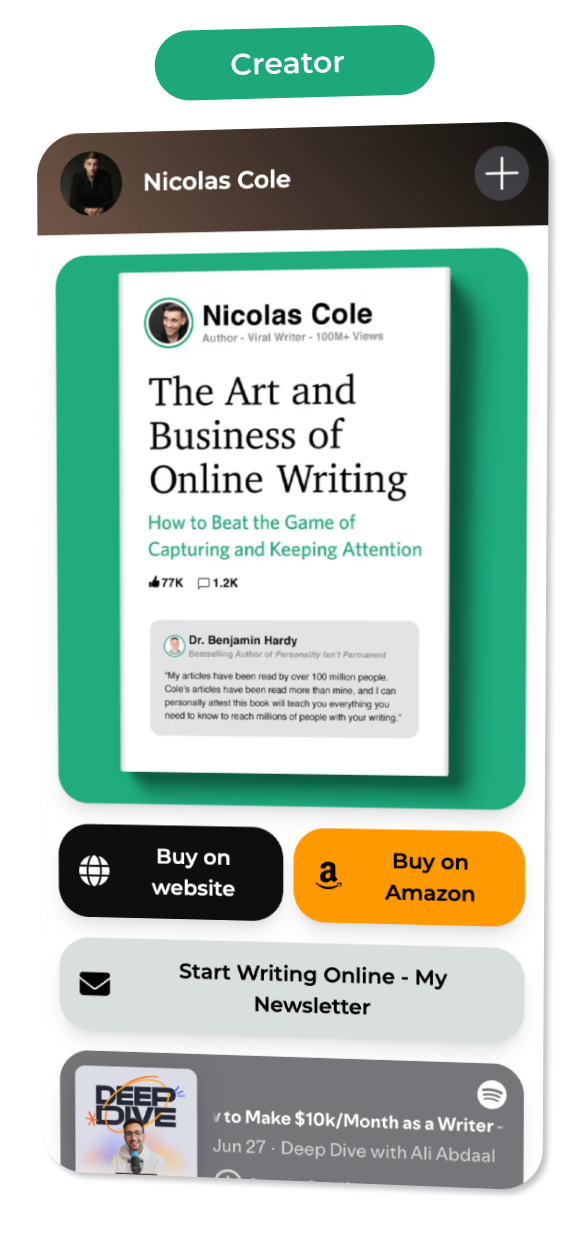 Creator
Nicolas Cole
Nicolas Cole
Author - Viral Writer - 100M+ Views
The Art and
Business of
Online Writing
How to Beat the Game of
Capturing and Keeping Attention
77K 1.2K
Dr. Benjamin Hardy
Bestselling Author of Personality Isn't Permanent
"My articles have been read by over 100 million people.
Cole's articles have been read more than mine, and I can
personally attest this book will teach you everything you
need to know to reach millions of people with your writing."
Buy on
website
Buy on
Amazon
Start Writing Online - My
Newsletter
DEEP
DIVE
to Make $10k/Month as a Writer -
Jun 27 · Deep Dive with Ali Abdaal